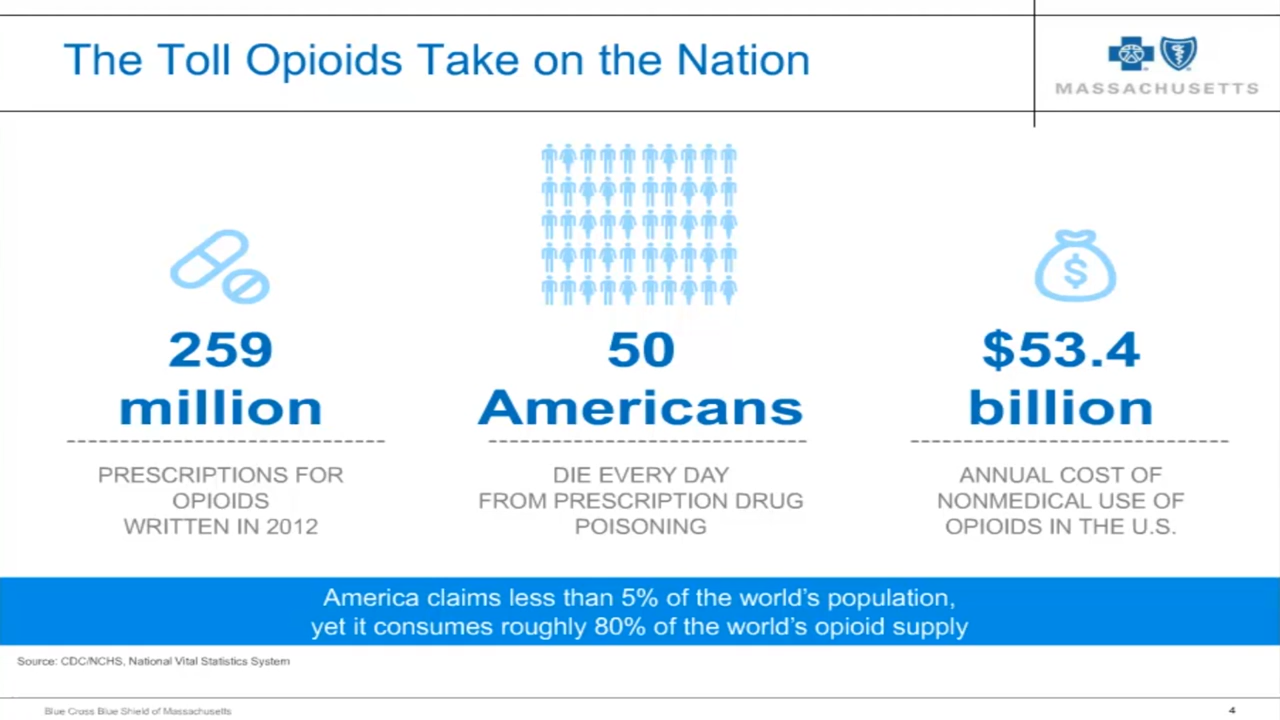 The Toll Opioids Take on the Nation
MASSACHUSETTS
$
259
million
PRESCRIPTIONS FOR
OPIOIDS
WRITTEN IN 2012
50
Americans
DIE EVERY DAY
FROM PRESCRIPTION DRUG
POISONING
$53.4
billion
ANNUAL COST OF
NONMEDICAL USE OF
OPIOIDS IN THE U.S.
America claims less than 5% of the world’s population,
yet it consumes roughly 80% of the world’s opioid supply
Source: CDC/NCHS, National Vital Statistics System
Blue Cross Blue Shield of Massachusetts
4